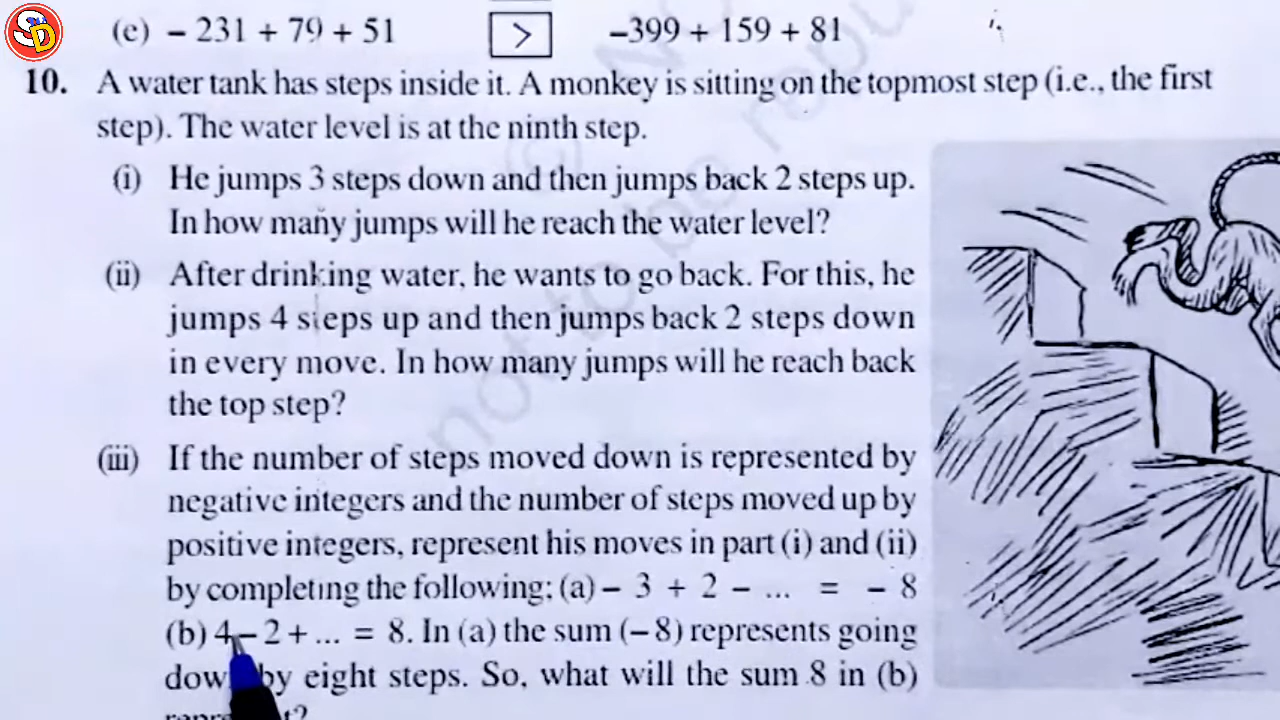 SD
(e) – 231 + 79 + 51 > –399 + 159 + 81
10. A water tank has steps inside it. A monkey is sitting on the topmost step (i.e., the first
step). The water level is at the ninth step.
(i) He jumps 3 steps down and then jumps back 2 steps up.
In how many jumps will he reach the water level?
(ii) After drinking water, he wants to go back. For this, he
jumps 4 steps up and then jumps back 2 steps down
in every move. In how many jumps will he reach back
the top step?
(iii) If the number of steps moved down is represented by
negative integers and the number of steps moved up by
positive integers, represent his moves in part (i) and (ii)
by completing the following; (a) – 3 + 2 – ... = – 8
(b) 4 – 2 + ... = 8. In (a) the sum (– 8) represents going
by eight steps. So, what will the sum 8 in (b)